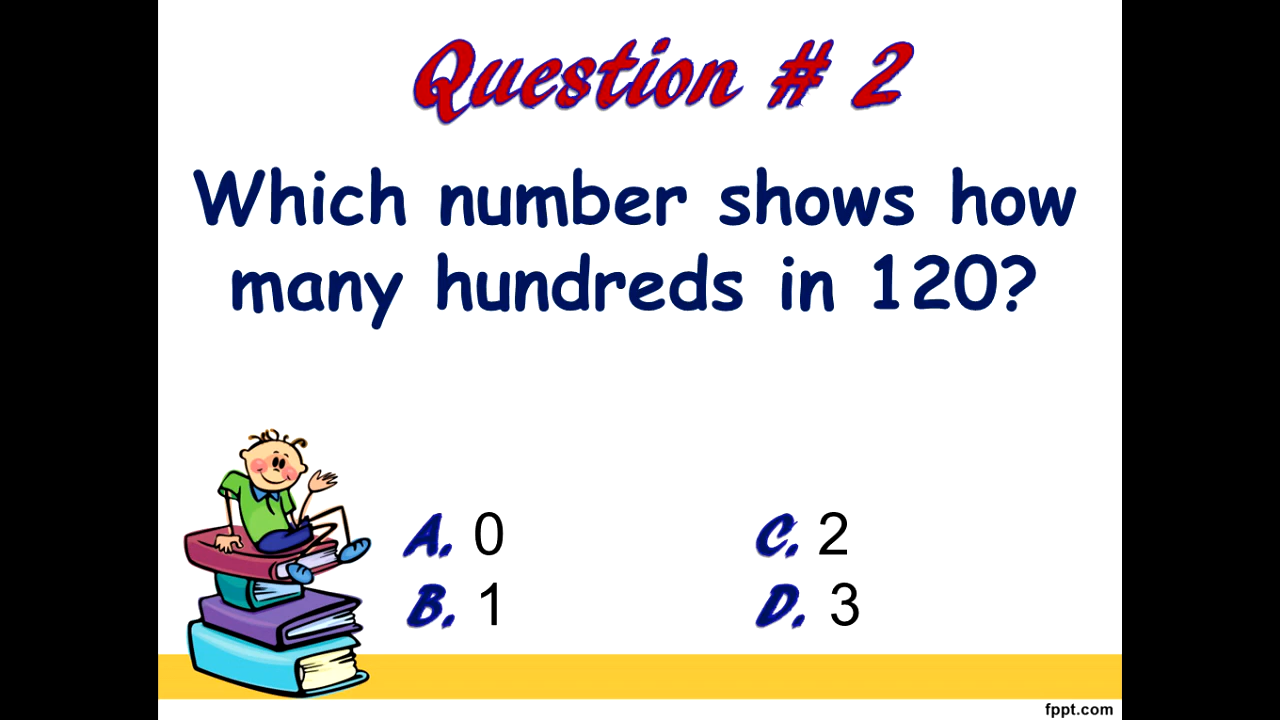 Question # 2
Which number shows how
many hundreds in 120?
A. 0
B. 1
C. 2
D. 3
fppt.com